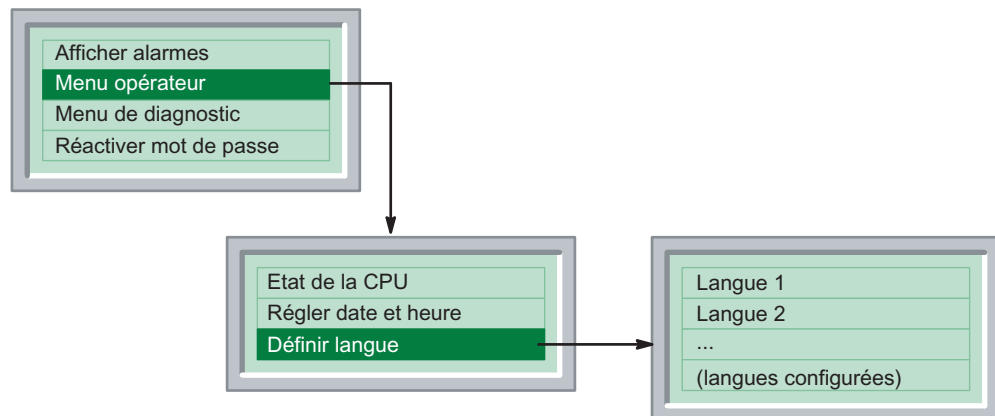 Afficher alarmes
Menu opérateur
Menu de diagnostic
Réactiver mot de passe
Etat de la CPU
Régler date et heure
Définir langue
Langue 1
Langue 2
...
(langues configurées)